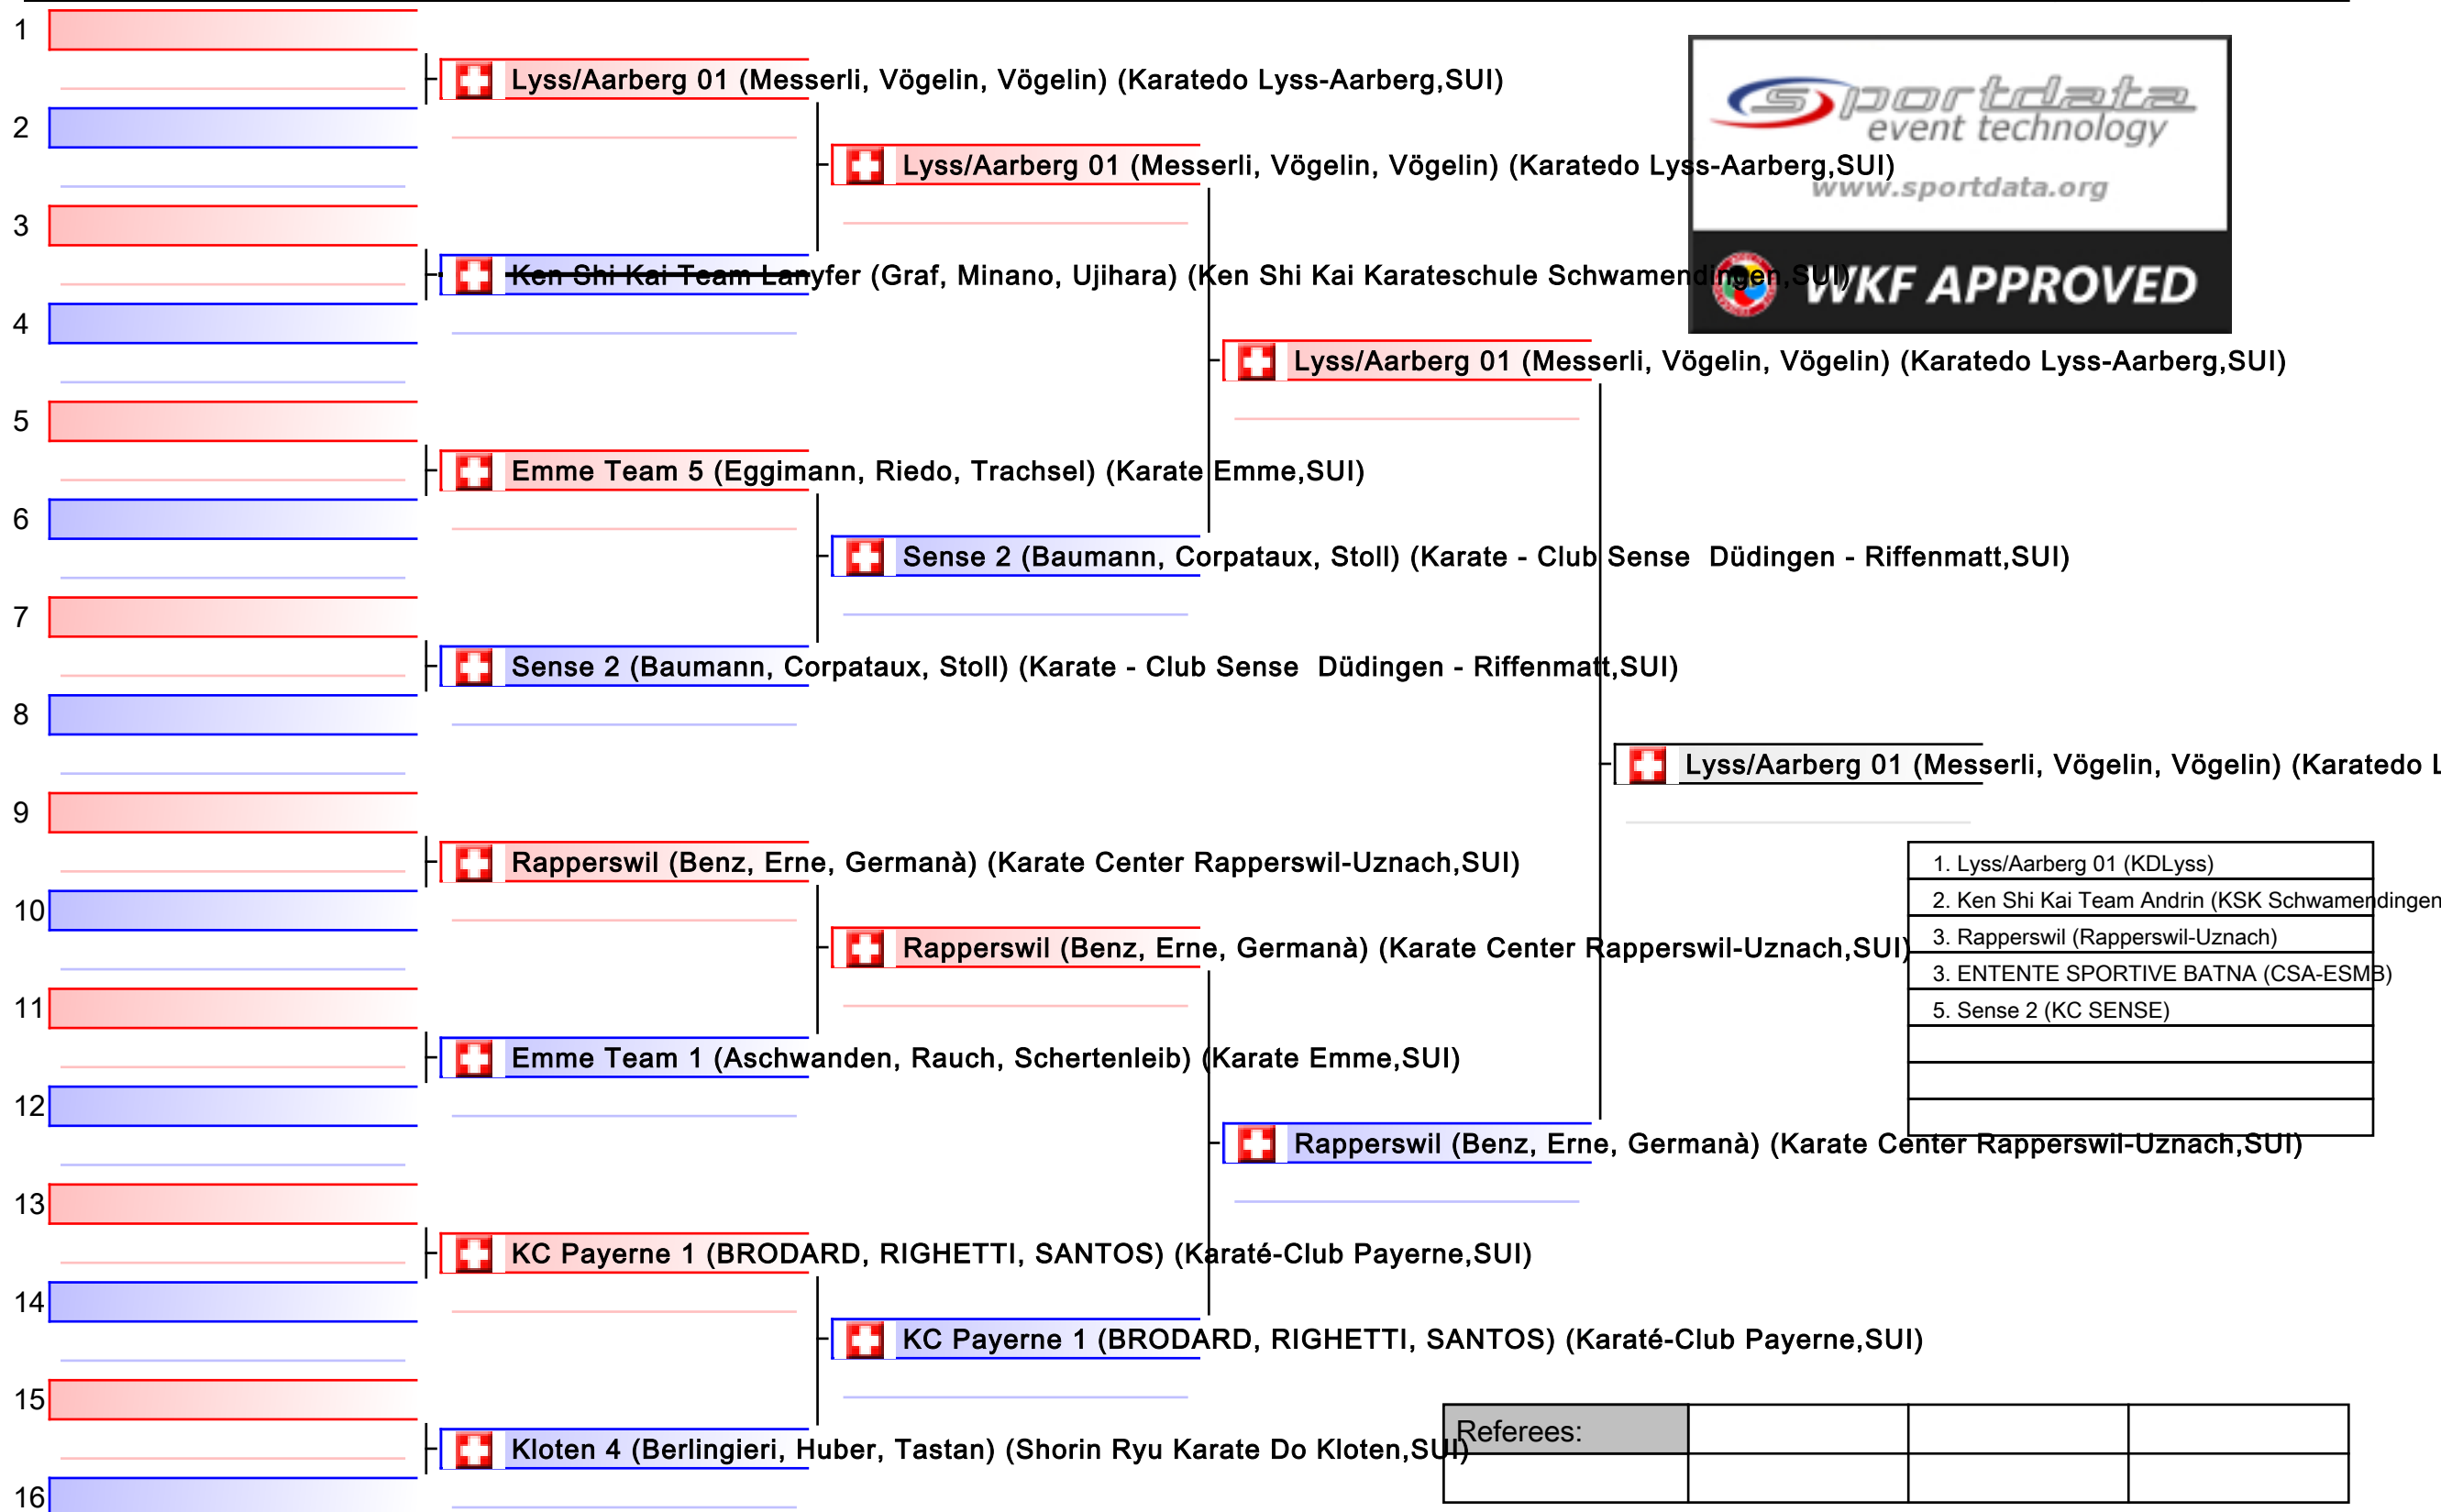 1
Lyss/Aarberg 01 (Messerli, Vögelin, Vögelin) (Karatedo Lyss-Aarberg,SUI)
sportdata
event technology
2
Lyss/Aarberg 01 (Messerli, Vögelin, Vögelin) (Karatedo Lyss-Aarberg,SUI)
www.sportdata.org
3
Ken Shi Kai Team Lanyfer (Graf, Minano, Ujihara) (Ken Shi Kai Karateschule Schwamendingen,SUI)
WKF APPROVED
4
Lyss/Aarberg 01 (Messerli, Vögelin, Vögelin) (Karatedo Lyss-Aarberg,SUI)
5
Emme Team 5 (Eggimann, Riedo, Trachsel) (Karate Emme,SUI)
6
Sense 2 (Baumann, Corpataux, Stoll) (Karate - Club Sense  Düdingen - Riffenmatt,SUI)
7
Sense 2 (Baumann, Corpataux, Stoll) (Karate - Club Sense  Düdingen - Riffenmatt,SUI)
8
Lyss/Aarberg 01 (Messerli, Vögelin, Vögelin) (Karatedo L
9
Rapperswil (Benz, Erne, Germanà) (Karate Center Rapperswil-Uznach,SUI)
1. Lyss/Aarberg 01 (KDLyss)
10
2. Ken Shi Kai Team Andrin (KSK Schwamendingen
Rapperswil (Benz, Erne, Germanà) (Karate Center Rapperswil-Uznach,SUI)
3. Rapperswil (Rapperswil-Uznach)
3. ENTENTE SPORTIVE BATNA (CSA-ESMB)
11
5. Sense 2 (KC SENSE)
Emme Team 1 (Aschwanden, Rauch, Schertenleib) (Karate Emme,SUI)
12
Rapperswil (Benz, Erne, Germanà) (Karate Center Rapperswil-Uznach,SUI)
13
KC Payerne 1 (BRODARD, RIGHETTI, SANTOS) (Karaté-Club Payerne,SUI)
14
KC Payerne 1 (BRODARD, RIGHETTI, SANTOS) (Karaté-Club Payerne,SUI)
15
Referees:
Kloten 4 (Berlingieri, Huber, Tastan) (Shorin Ryu Karate Do Kloten,SUI)
16